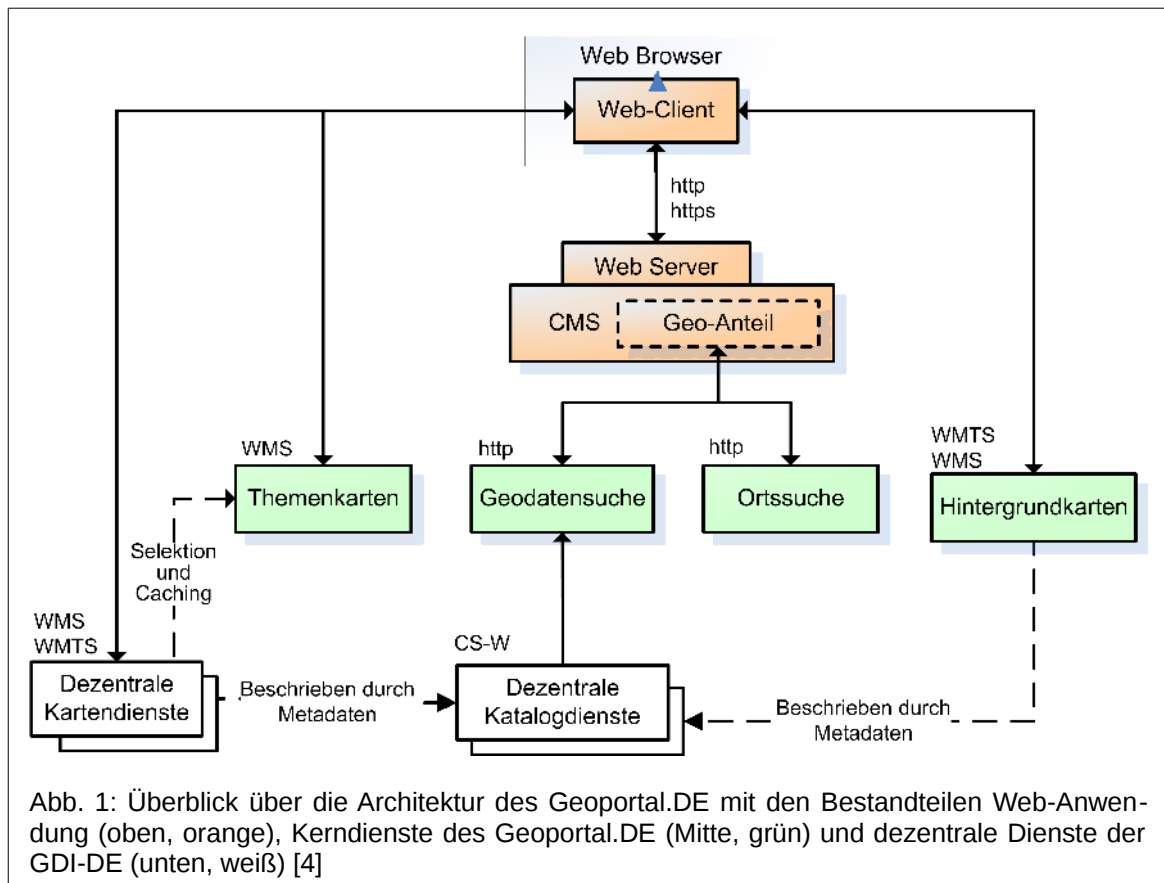 Web Browser
Web-Client
http
https
Web Server
CMS
Geo-Anteil
WMS
http
http
WMTS
WMS
Themenkarten
Geodatensuche
Ortssuche
Hintergrundkarten
Selektion
und
Caching
WMS
WMTS
CS-W
Dezentrale
Kartendienste
Beschrieben durch
Metadaten
Dezentrale
Katalogdienste
Beschrieben durch
Metadaten
Abb. 1: Überblick über die Architektur des Geoportal.DE mit den Bestandteilen Web-Anwen-
dung (oben, orange), Kerndienste des Geoportal.DE (Mitte, grün) und dezentrale Dienste der
GDI-DE (unten, weiß) [4]